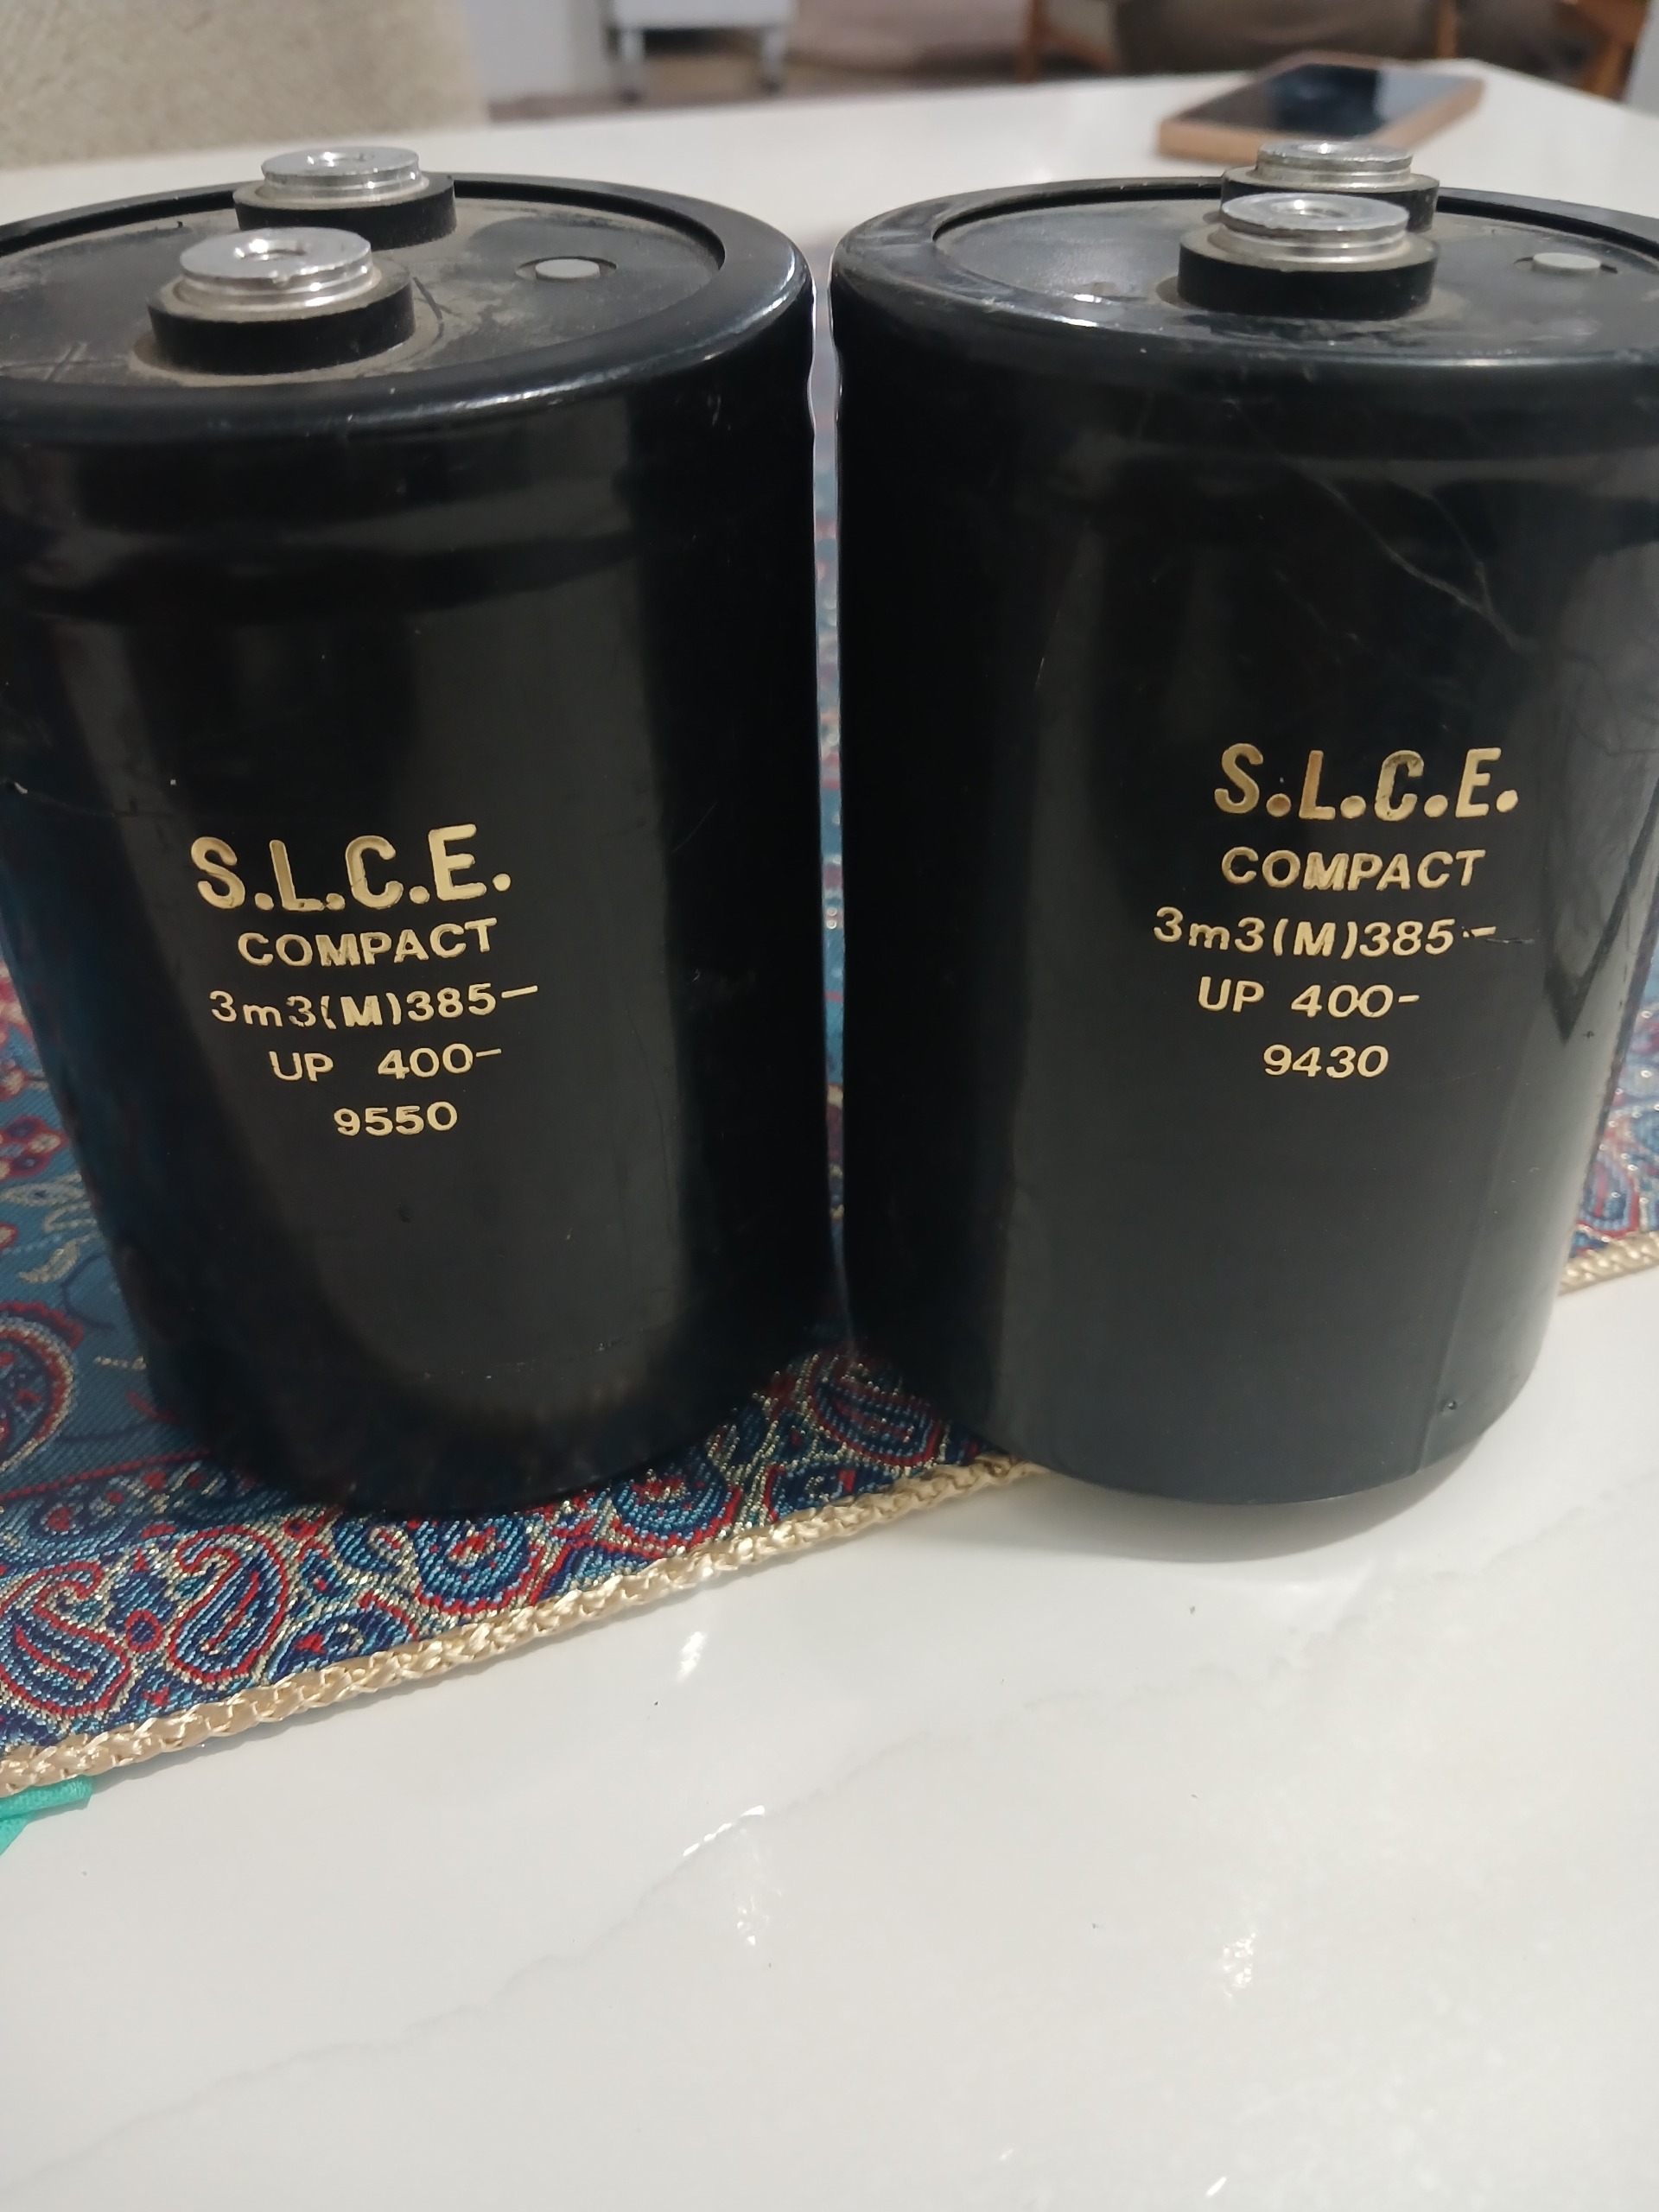 S.L.C.E.
COMPACT
3m3(M)385-
UP 400-
9550
S.L.C.E.
COMPACT
3m3(M)385-
UP 400-
9430